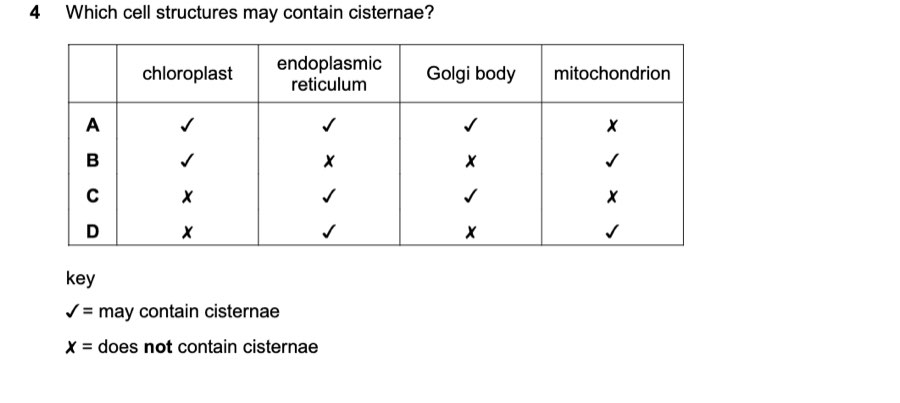 4 Which cell structures may contain cisternae?
chloroplast endoplasmic reticulum Golgi body mitochondrion
A ✓ ✓ ✓ ✗
B ✓ ✗ ✗ ✓
C ✗ ✓ ✓ ✗
D ✗ ✓ ✗ ✓
key
✓ = may contain cisternae
✗ = does not contain cisternae